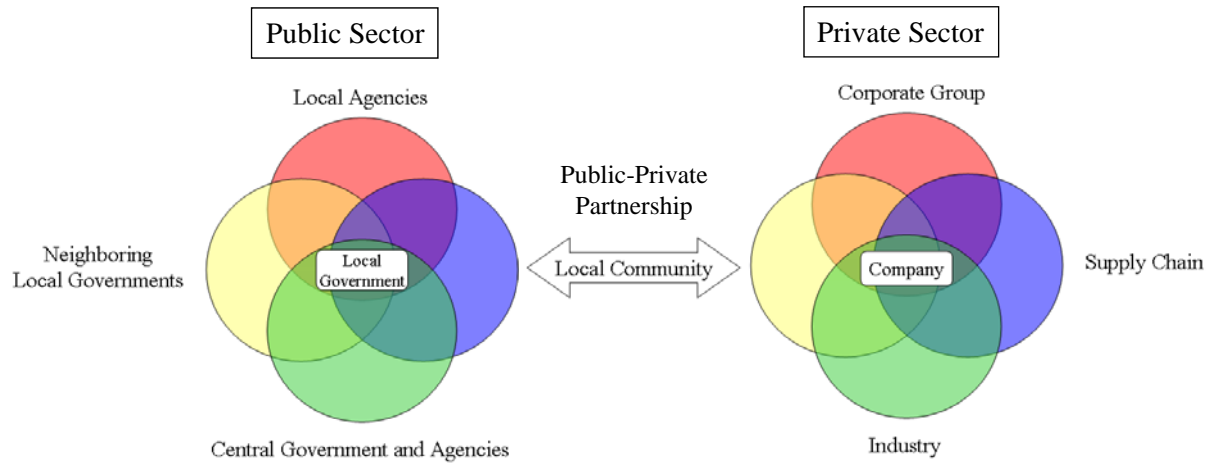 Public Sector
Private Sector
Local Agencies
Corporate Group
Public-Private
Partnership
Neighboring
Local Governments
Local
Government
Local Community
Company
Supply Chain
Central Government and Agencies
Industry